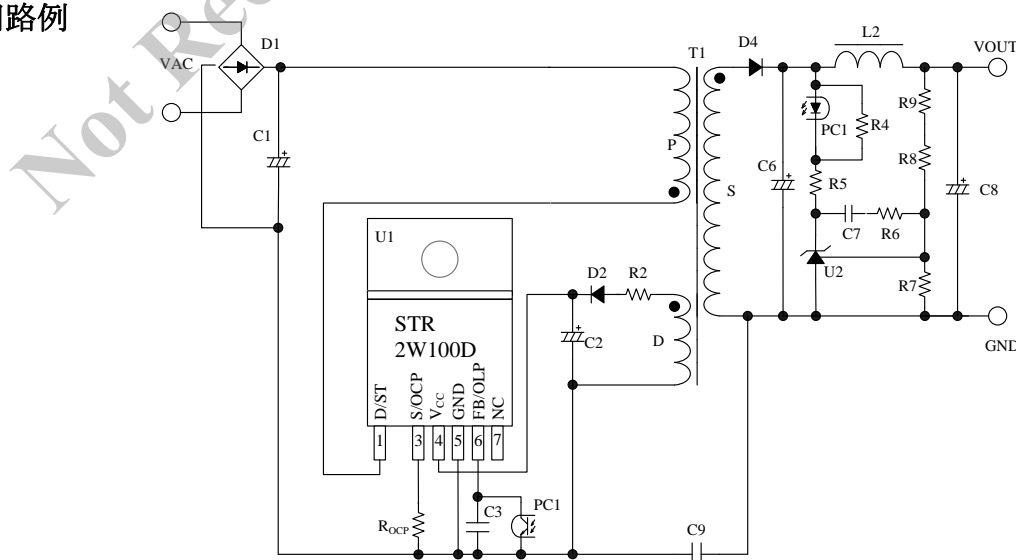 路例
Not
VAC
D1
C1
T1
P
S
D4
L2
VOUT
PC1
R4
R5
C6
C7
R6
U2
R9
R8
R7
C8
GND
U1
STR
2W100D
D/ST
S/OCP
VCC
GND
FB/OLP
NC
1
3
4
5
6
7
D2
R2
C2
D
ROCP
C3
PC1
C9